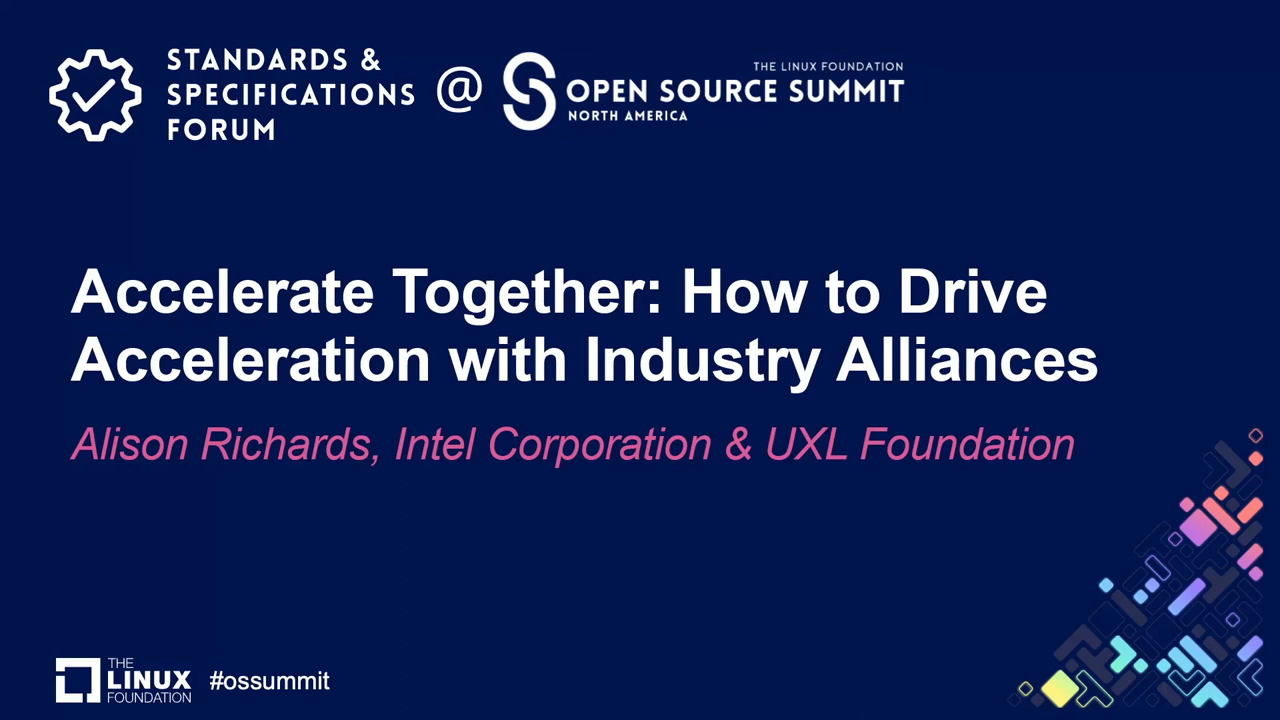 STANDARDS &
SPECIFICATIONS
FORUM
@
THE LINUX FOUNDATION
OPEN SOURCE SUMMIT
NORTH AMERICA
Accelerate Together: How to Drive
Acceleration with Industry Alliances
Alison Richards, Intel Corporation & UXL Foundation
THE
LINUX
FOUNDATION
#ossummit